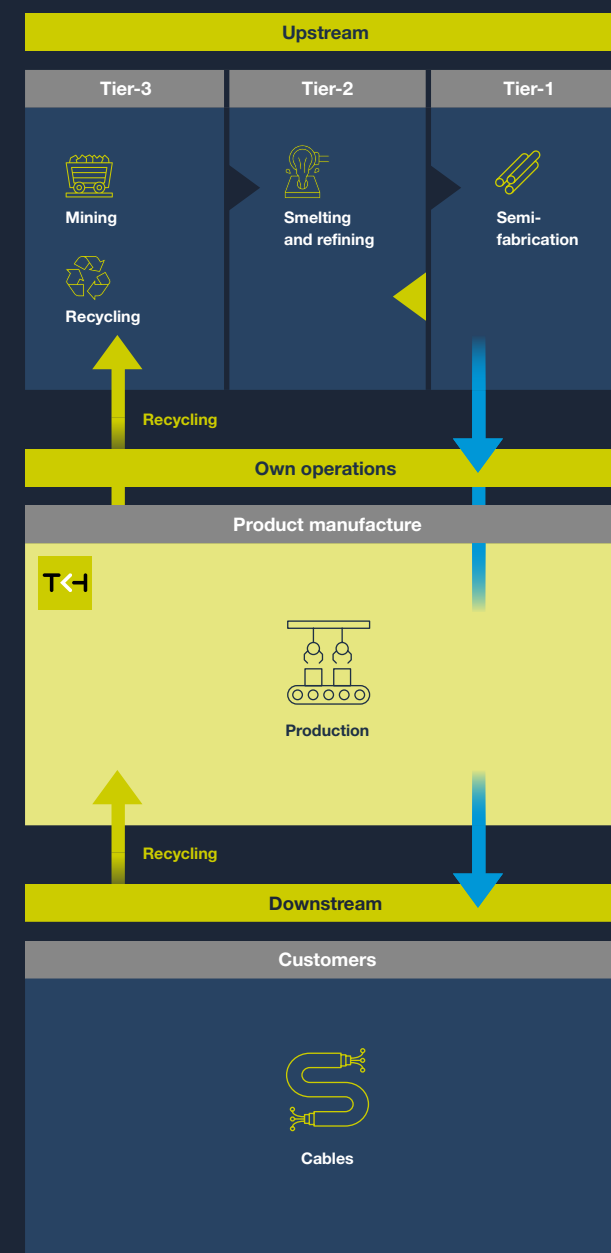 Upstream
Tier-3
Tier-2
Tier-1
Mining
Smelting
and refining
Semi-
fabrication
Recycling
Recycling
Own operations
Product manufacture
TKH
Production
Recycling
Downstream
Customers
Cables